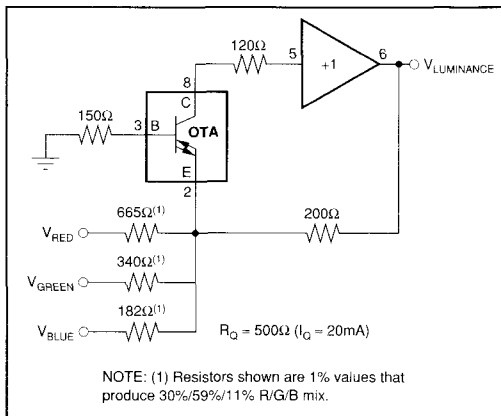 120Ω
5
+1
6
V_LUMINANCE
8
C
150Ω
3
B
OTA
E
2
665Ω(1)
200Ω
V_RED
340Ω(1)
V_GREEN
182Ω(1)
V_BLUE
R_Q = 500Ω (I_Q ≈ 20mA)
NOTE: (1) Resistors shown are 1% values that
produce 30%/59%/11% R/G/B mix.